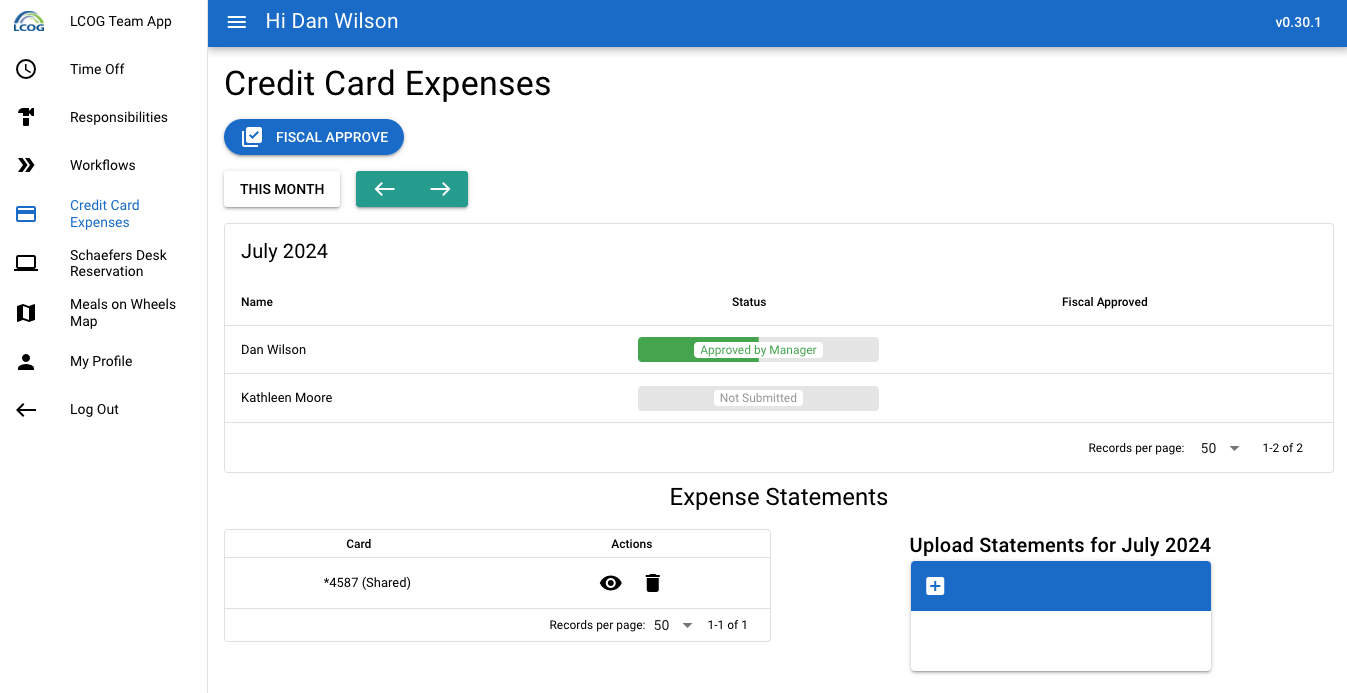 LCOG
LCOG Team App
Time Off
Responsibilities
Workflows
Credit Card
Expenses
Schaefers Desk
Reservation
Meals on Wheels
Map
My Profile
Log Out
Hi Dan Wilson
v0.30.1
Credit Card Expenses
FISCAL APPROVE
THIS MONTH
July 2024
Name Status Fiscal Approved
Dan Wilson Approved by Manager
Kathleen Moore Not Submitted
Records per page: 50 1-2 of 2
Expense Statements
Card Actions
*4587 (Shared)
Records per page: 50 1-1 of 1
Upload Statements for July 2024